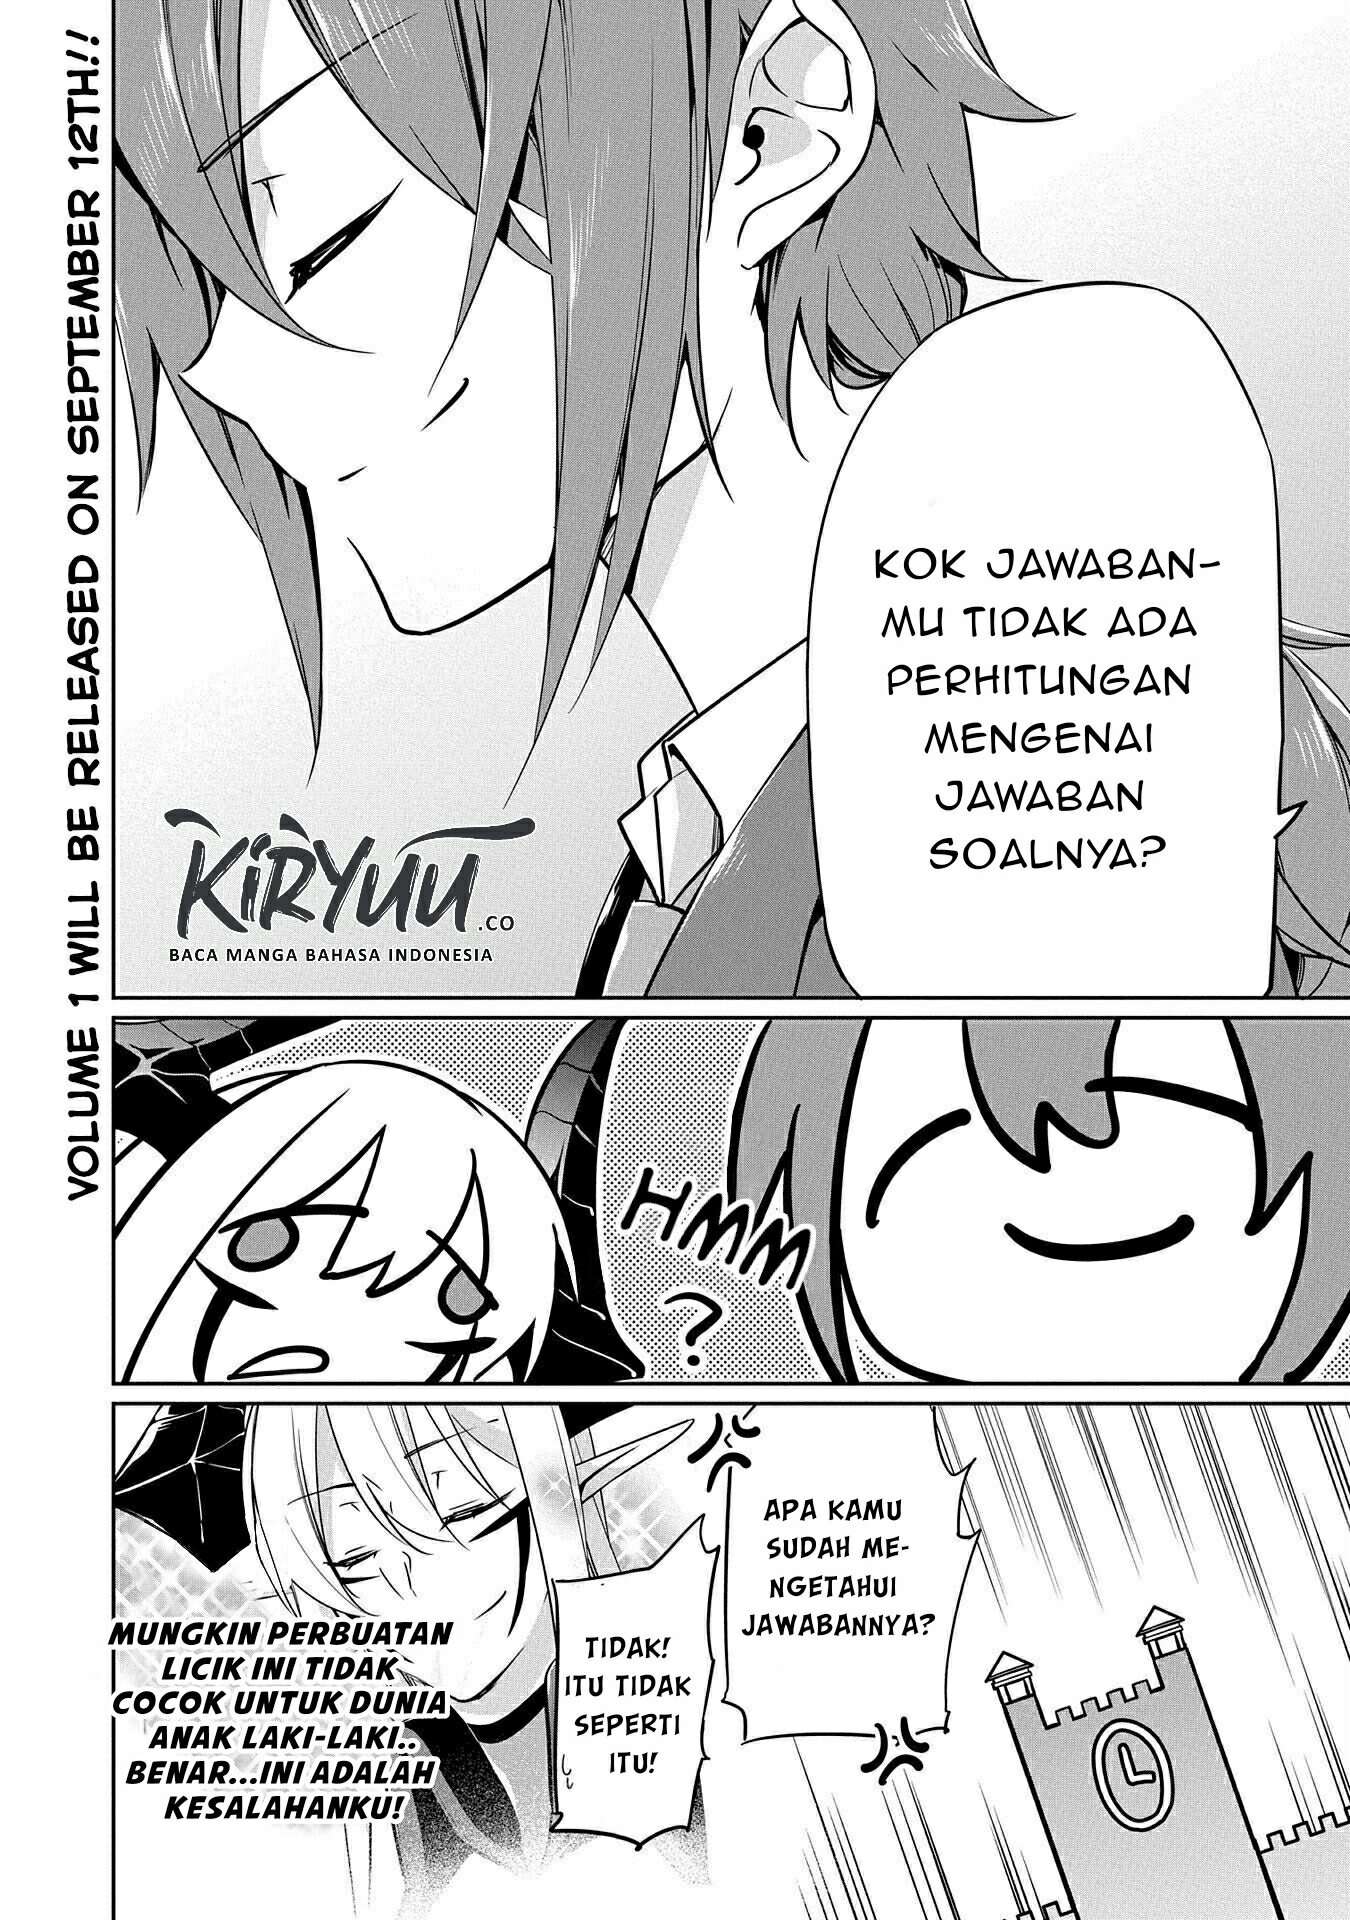 VOLUME 1 WILL BE RELEASED ON SEPTEMBER 12TH!!
KOK JAWABAN-
MU TIDAK ADA
PERHITUNGAN
MENGENAI
JAWABAN
SOALNYA?
KIRYUU.CO
BACA MANGA BAHASA INDONESIA
HMM
?
APA KAMU
SUDAH ME-
NGETAHUI
JAWABANNYA?
TIDAK!
ITU TIDAK
SEPERTI
ITU!
MUNGKIN PERBUATAN
LICIK INI TIDAK
COCOK UNTUK DUNIA
ANAK LAKI-LAKI..
BENAR...INI ADALAH
KESALAHANKU!